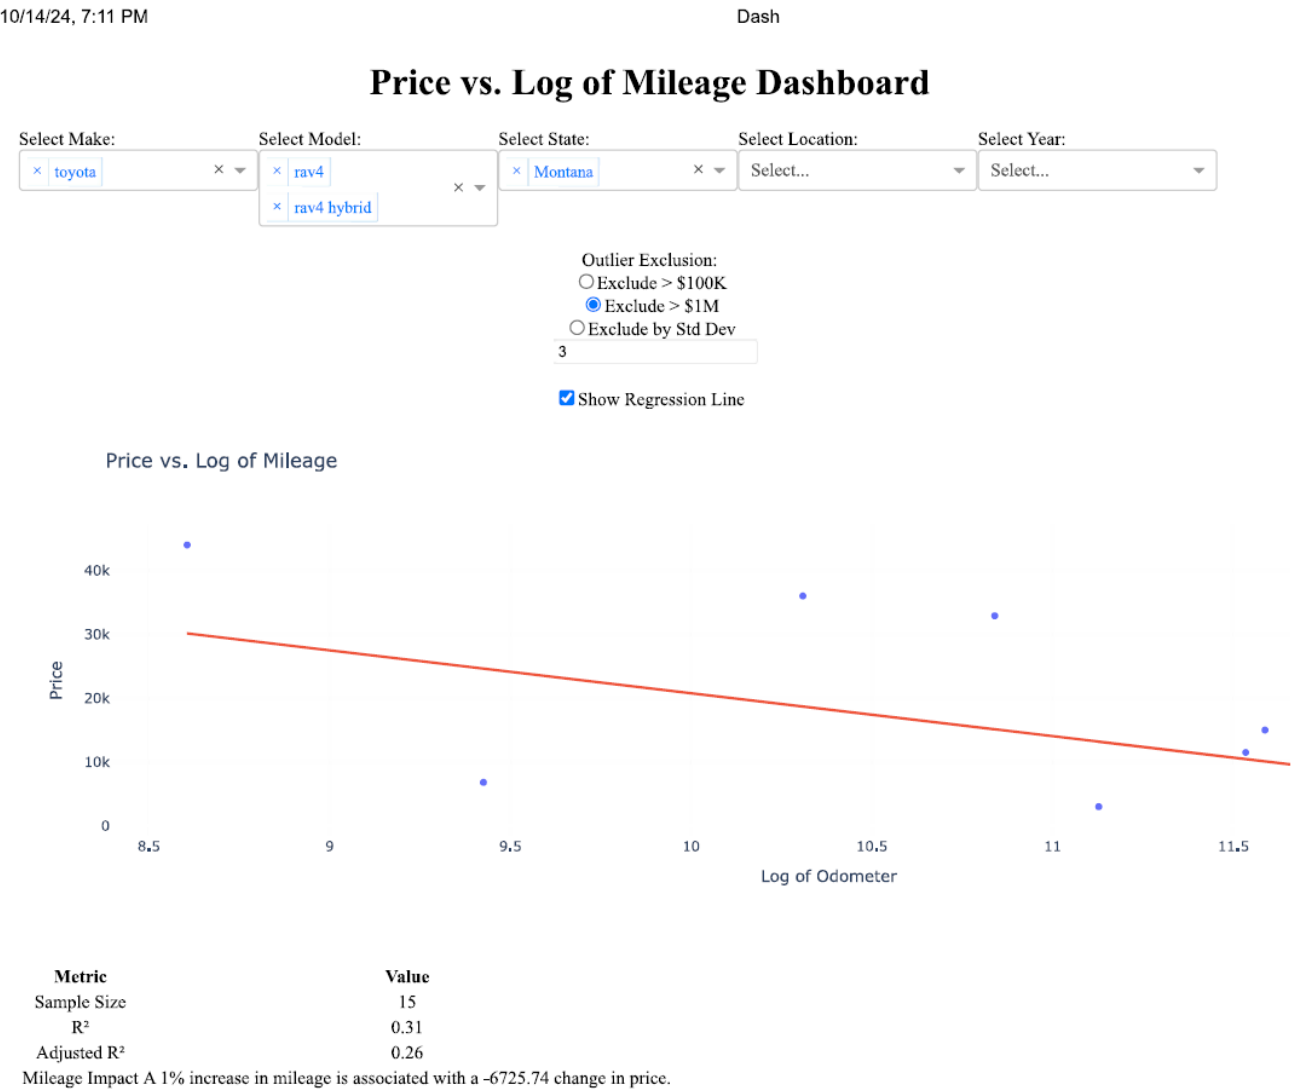 10/14/24, 7:11 PM Dash
Price vs. Log of Mileage Dashboard
Select Make: Select Model: Select State: Select Location: Select Year:
× toyota × × rav4 × × Montana × Select... Select...
× rav4 hybrid
Outlier Exclusion:
Exclude > $100K
Exclude > $1M
Exclude by Std Dev
3
Show Regression Line
Price vs. Log of Mileage
40k
30k
20k
10k
0
Price
8.5 9 9.5 10 10.5 11 11.5
Log of Odometer
Metric Value
Sample Size 15
R² 0.31
Adjusted R² 0.26
Mileage Impact A 1% increase in mileage is associated with a -6725.74 change in price.